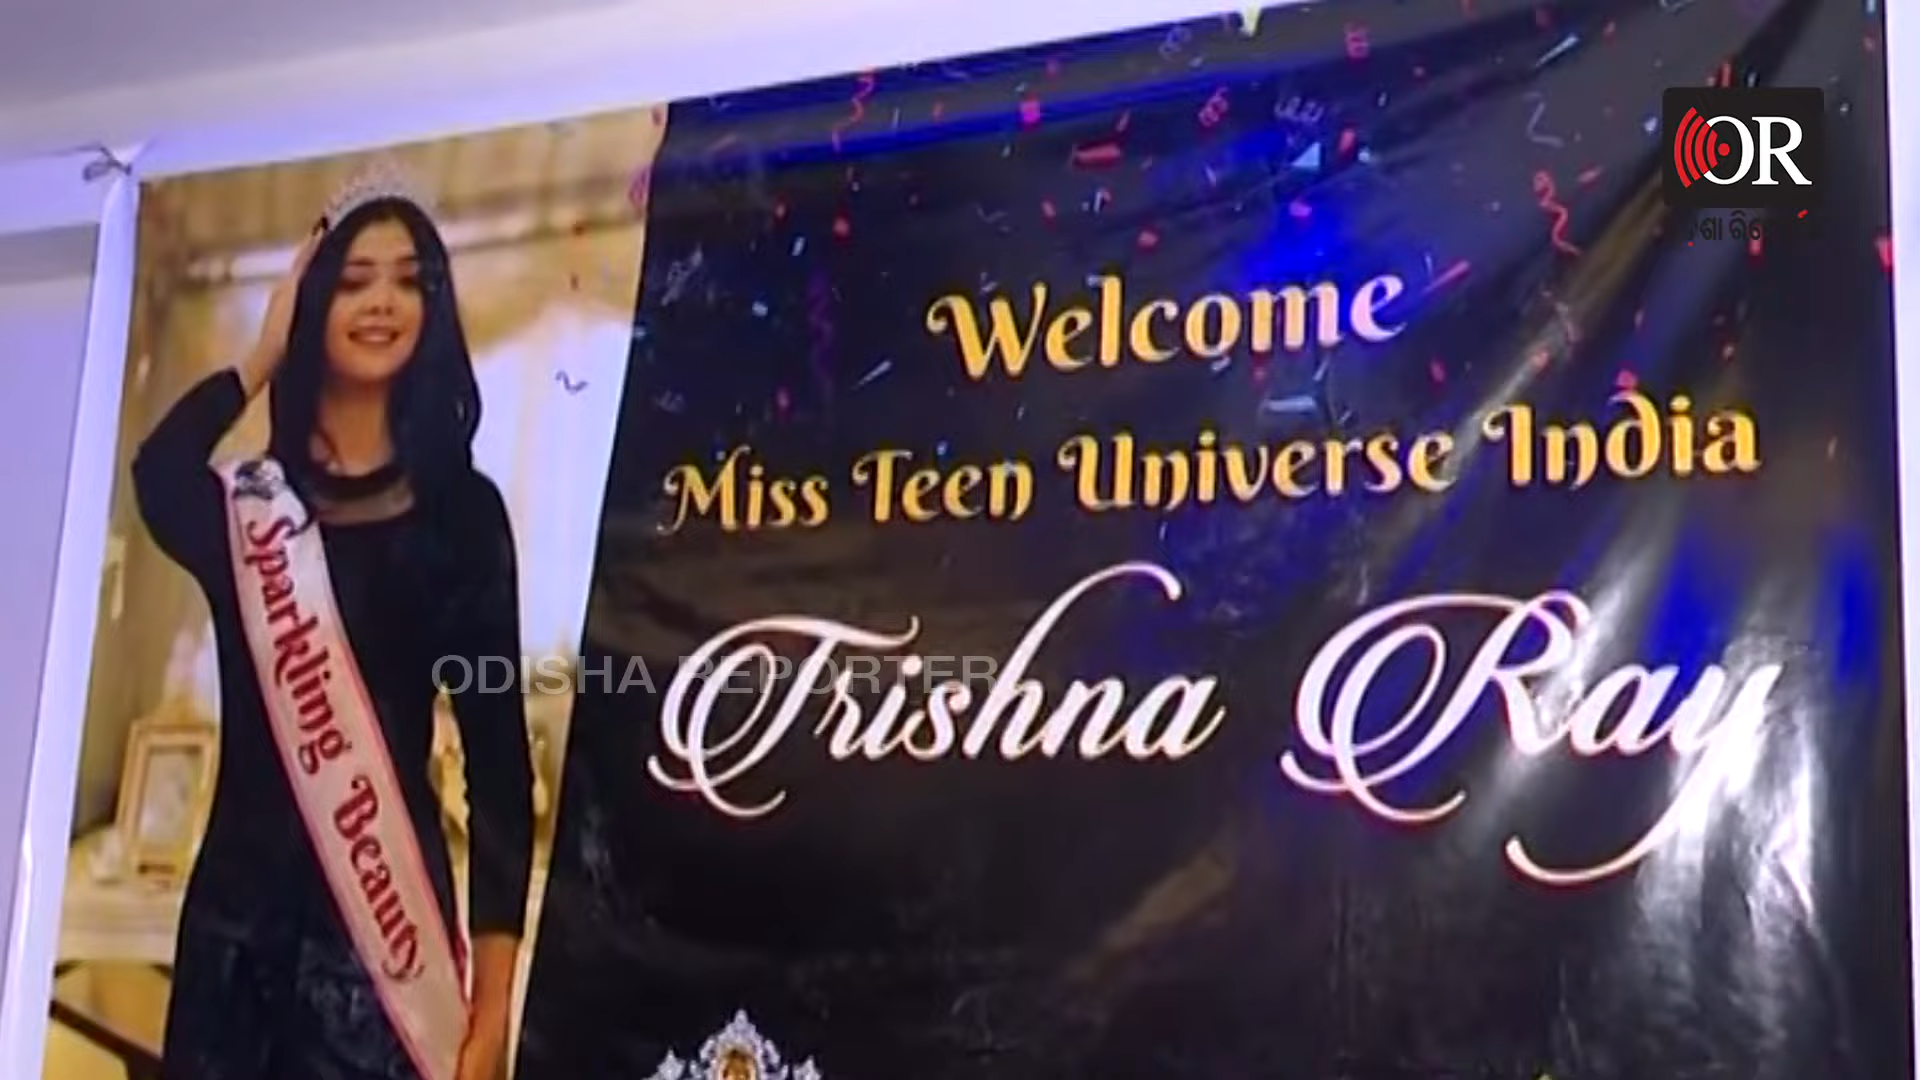 OR
Welcome
Miss Teen Universe India
Trishna Ray
Sparkling Beauty
ODISHA REPORTER